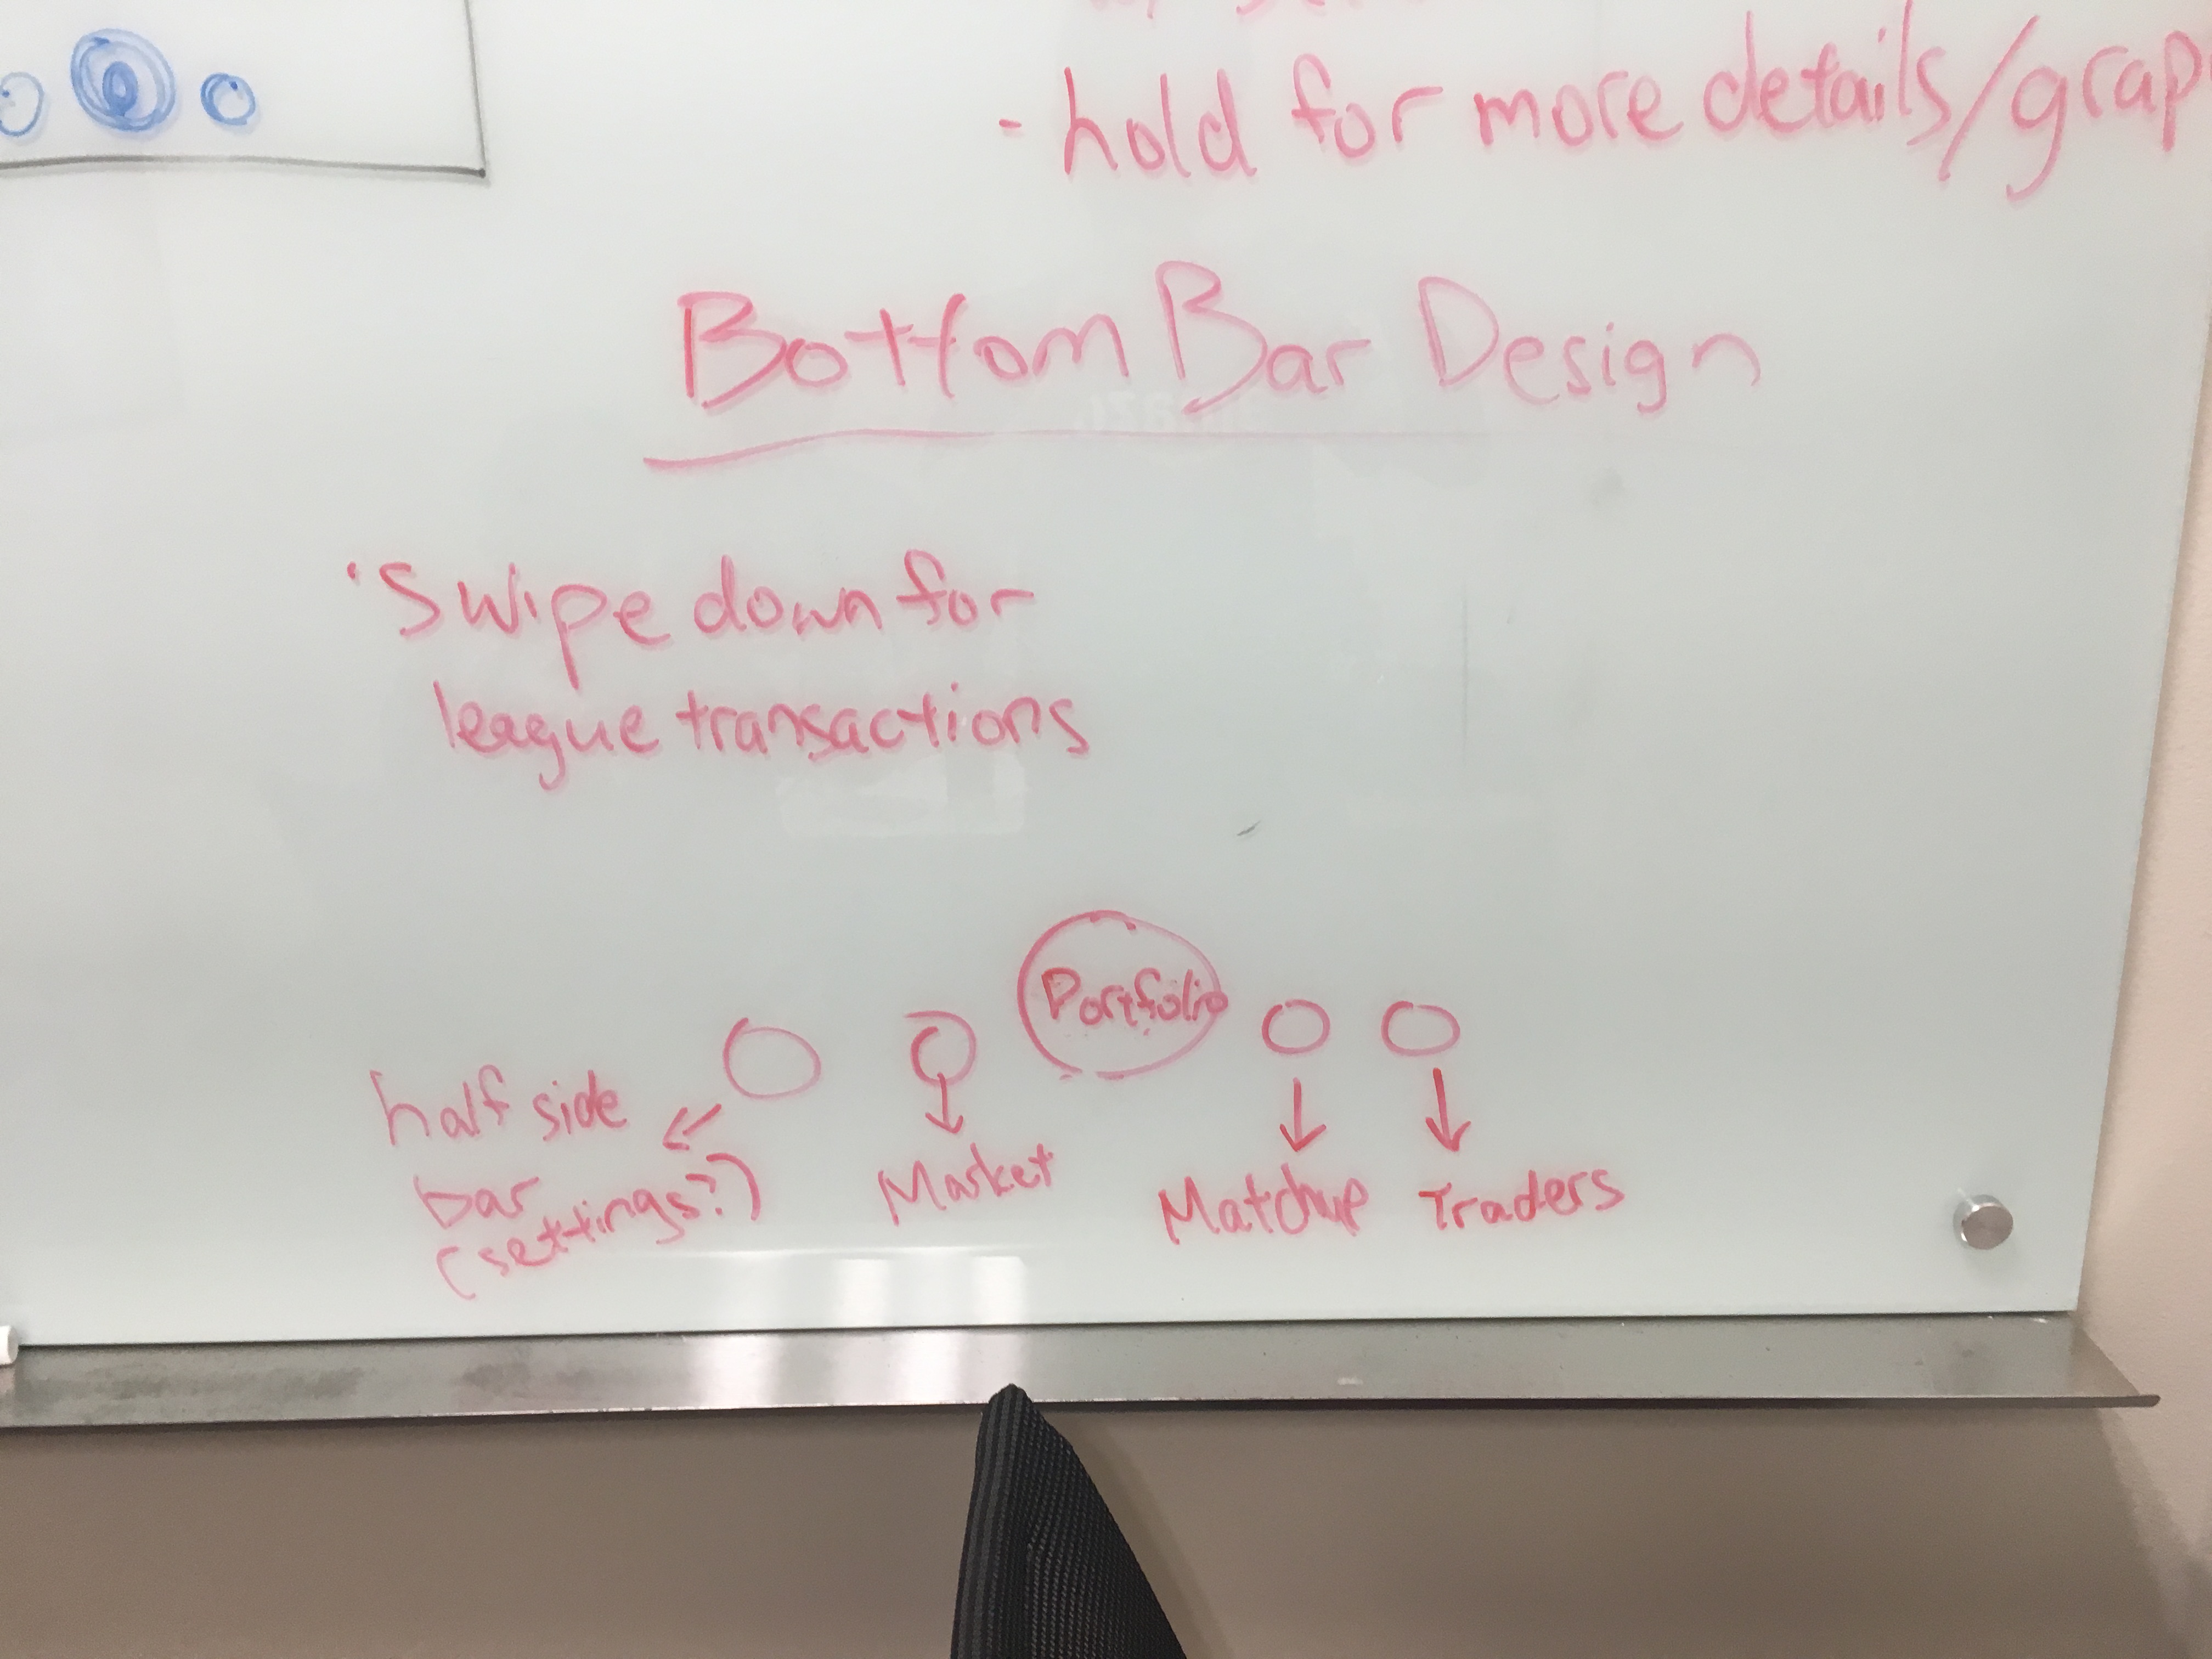 - hold for more details/grap
Bottom Bar Design
· Swipe down for
league transactions
Portfolio
half side
bar
(settings?)
Market
Matchup
Traders